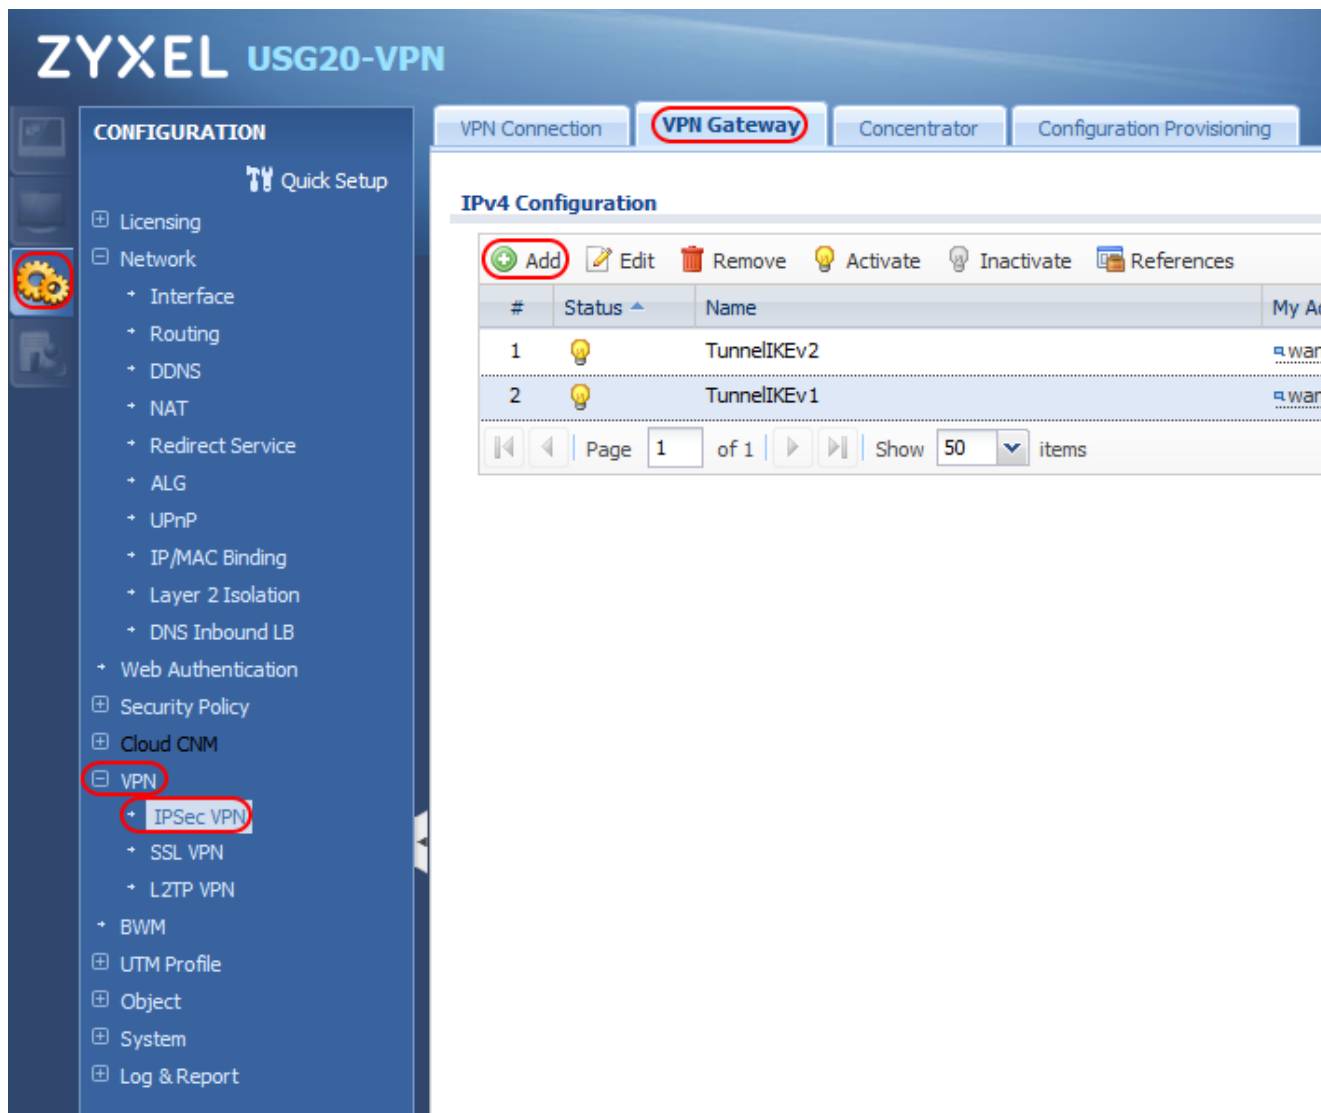 ZYXEL USG20-VPN
CONFIGURATION
Quick Setup
Licensing
Network
Interface
Routing
DDNS
NAT
Redirect Service
ALG
UPnP
IP/MAC Binding
Layer 2 Isolation
DNS Inbound LB
Web Authentication
Security Policy
Cloud CNM
VPN
IPSec VPN
SSL VPN
L2TP VPN
BWM
UTM Profile
Object
System
Log & Report
VPN Connection VPN Gateway Concentrator Configuration Provisioning
IPv4 Configuration
Add Edit Remove Activate Inactivate References
# Status Name My
1 TunnelIKEv2
2 TunnelIKEv1
Page 1 of 1 Show 50 items